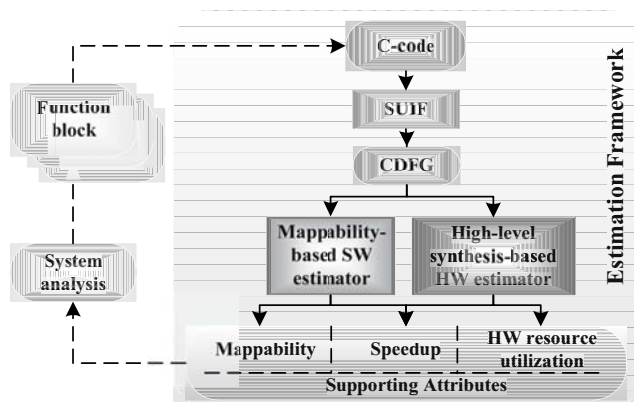 C-code
Function
block
SUIF
CDFG
Estimation Framework
Mappability-
based SW
estimator
High-level
synthesis-based
HW estimator
System
analysis
Mappability
Speedup
HW resource
utilization
Supporting Attributes